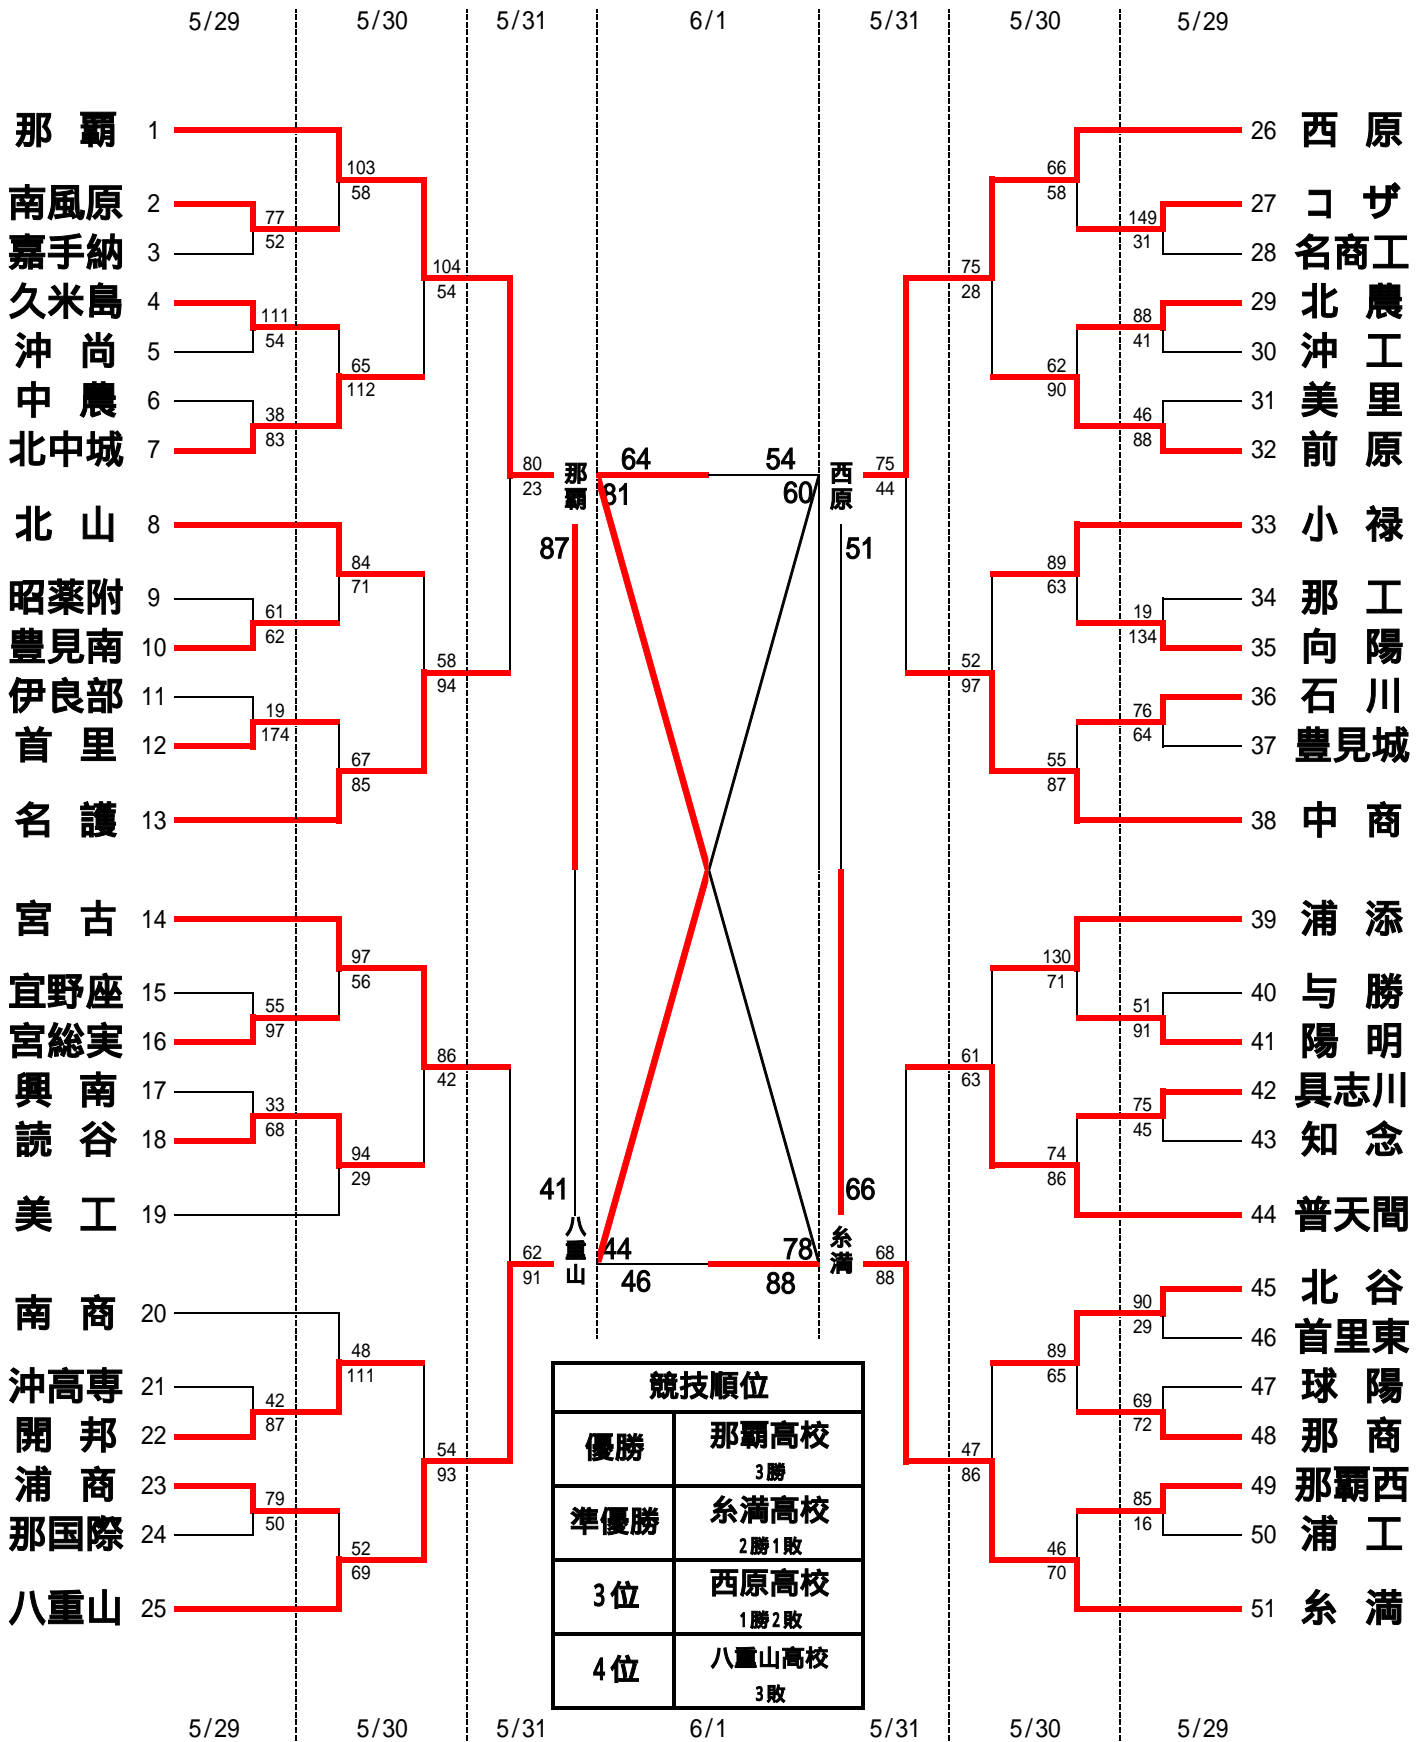 5/29 5/30 5/31 6/1 5/31 5/30 5/29
那覇 1
103
58
南風原 2
77
52
嘉手納 3
104
54
久米島 4
111
54
沖尚 5
65
112
中農 6
38
83
北中城 7
80
23
北山 8
84
71
昭薬附 9
61
62
豊見南 10
58
94
伊良部 11
19
174
首里 12
67
85
名護 13
宮古 14
97
56
宜野座 15
55
97
宮総実 16
86
42
興南 17
33
68
読谷 18
94
29
美工 19
62
91
南商 20
48
111
沖高専 21
42
87
開邦 22
54
93
浦商 23
79
50
那国際 24
52
69
八重山 25
那覇
64
81
54
60
西原
87
51
41
66
八重山
44
46
78
88
糸満
26 西原
66
58
27 コザ
149
31
28 名商工
75
28
29 北農
88
41
30 沖工
62
90
31 美里
46
88
32 前原
75
44
33 小禄
89
63
34 那工
19
134
35 向陽
52
97
36 石川
76
64
37 豊見城
55
87
38 中商
39 浦添
130
71
40 与勝
51
91
41 陽明
61
63
42 具志川
75
45
43 知念
74
86
44 普天間
68
88
45 北谷
90
29
46 首里東
89
65
47 球陽
69
72
48 那商
47
86
49 那覇西
85
16
50 浦工
46
70
51 糸満
競技順位
優勝 那覇高校
3勝
準優勝 糸満高校
2勝1敗
3位 西原高校
1勝2敗
4位 八重山高校
3敗
5/29 5/30 5/31 6/1 5/31 5/30 5/29